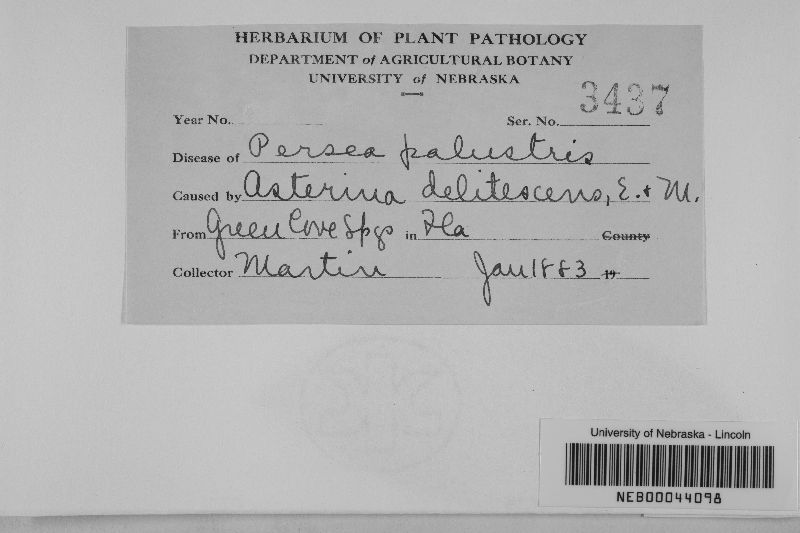 HERBARIUM OF PLANT PATHOLOGY
DEPARTMENT of AGRICULTURAL BOTANY
UNIVERSITY of NEBRASKA
3437
Year No. Ser. No.
Disease of Persea palustris
Caused by Asterina delitescens, E. & M.
From Green Cove Spgs in Fla County
Collector Martin Jan 1883 19
University of Nebraska - Lincoln
NEB00044098